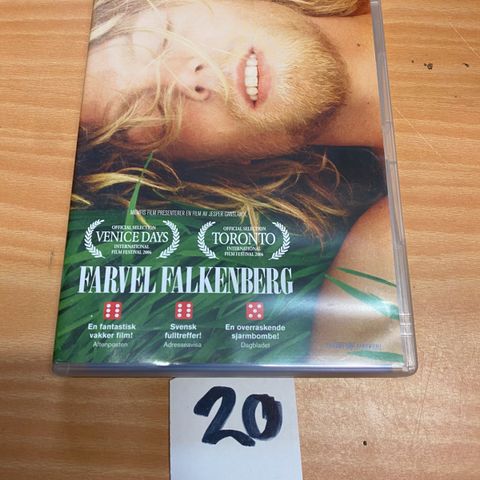 MEMFIS FILM PRESENTERER EN FILM AV JESPER GANSLANDT
OFFICIAL SELECTION
VENICE DAYS
INTERNATIONAL
FILM FESTIVAL 2006
OFFICIAL SELECTION
TORONTO
INTERNATIONAL
FILM FESTIVAL 2006
FARVEL FALKENBERG
En fantastisk
vakker film!
Aftenposten
Svensk
fulltreffer!
Adresseavisa
En overraskende
sjarmbombe!
Dagbladet
20